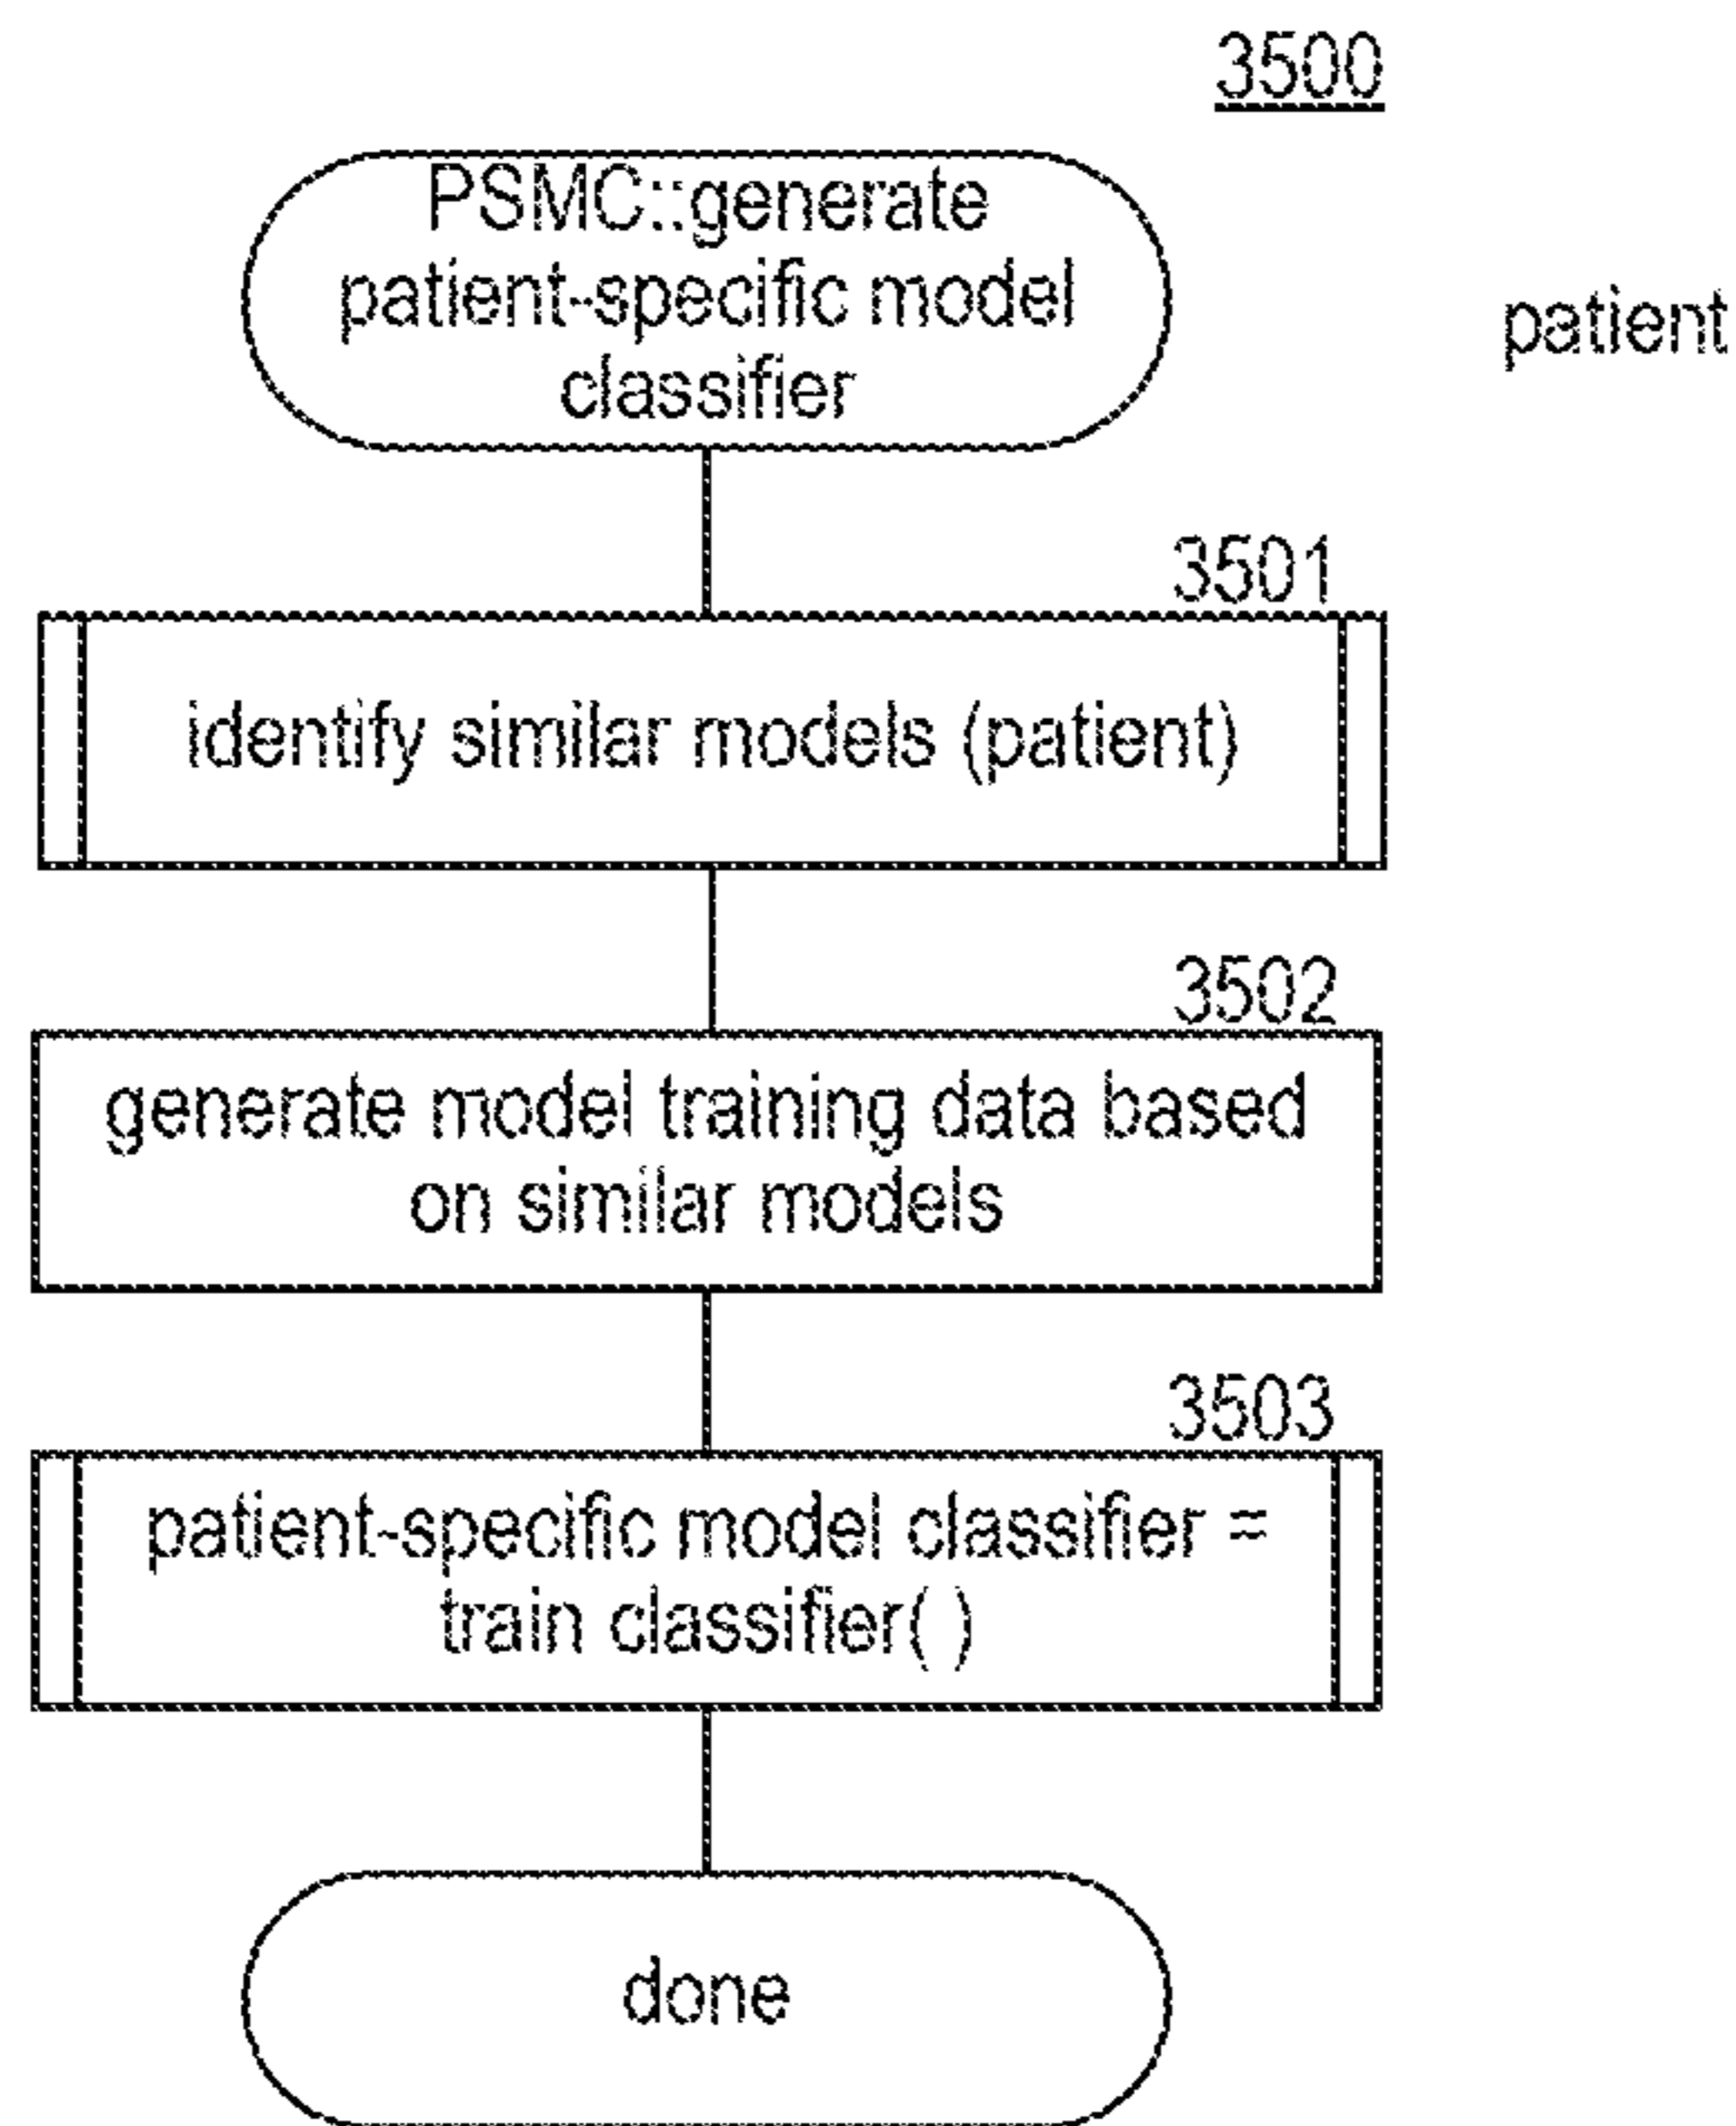 3500
PSMC::generate
patient-specific model
classifier
patient
3501
identify similar models (patient)
3502
generate model training data based
on similar models
3503
patient-specific model classifier =
train classifier( )
done